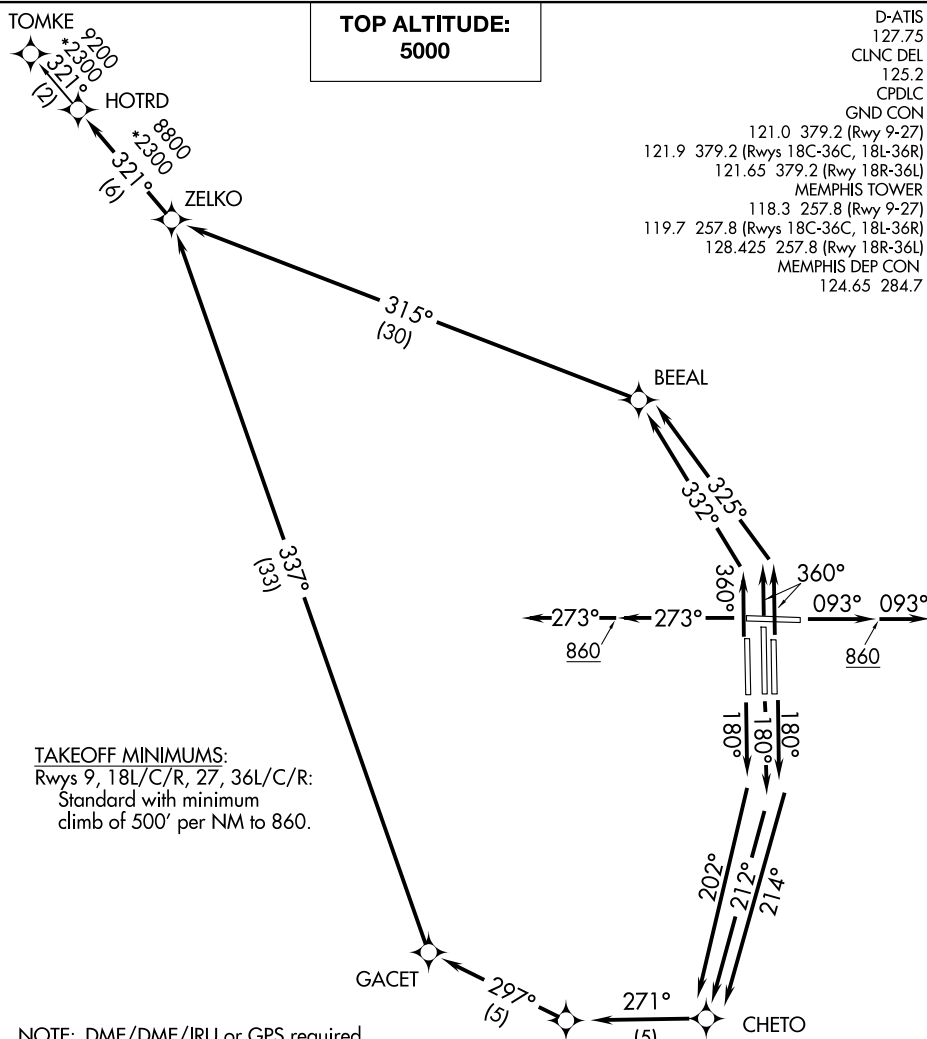 TOP ALTITUDE:
5000
D-ATIS
127.75
CLNC DEL
125.2
CPDLC
GND CON
121.0 379.2 (Rwy 9-27)
121.9 379.2 (Rwys 18C-36C, 18L-36R)
121.65 379.2 (Rwy 18R-36L)
MEMPHIS TOWER
118.3 257.8 (Rwy 9-27)
119.7 257.8 (Rwys 18C-36C, 18L-36R)
128.425 257.8 (Rwy 18R-36L)
MEMPHIS DEP CON
124.65 284.7
TOMKE
9200
*2300
321°
(2)
HOTRD
8800
*2300
321°
(6)
ZELKO
315°
(30)
BEEAL
325°
332°
337°
(33)
360°
360°
273°
273°
860
093°
093°
860
180°
180°
180°
TAKEOFF MINIMUMS:
Rwys 9, 18L/C/R, 27, 36L/C/R:
Standard with minimum
climb of 500' per NM to 860.
202°
212°
214°
GACET
297°
(5)
271°
(5)
CHETO
NOTE: DME/DME/IRU or GPS required